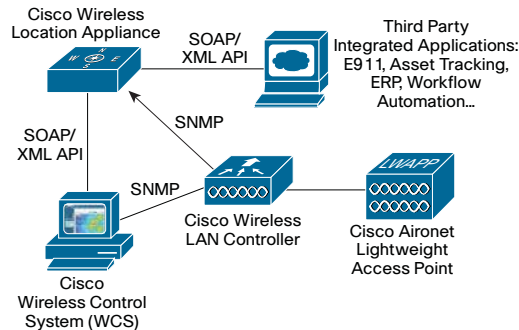 Cisco Wireless
Location Appliance
N
W
E
S
SOAP/
XML API
Third Party
Integrated Applications:
E911, Asset Tracking,
ERP, Workflow
Automation...
SOAP/
XML API
SNMP
SNMP
LWAPP
Cisco Wireless
LAN Controller
Cisco Aironet
Lightweight
Access Point
Cisco
Wireless Control
System (WCS)